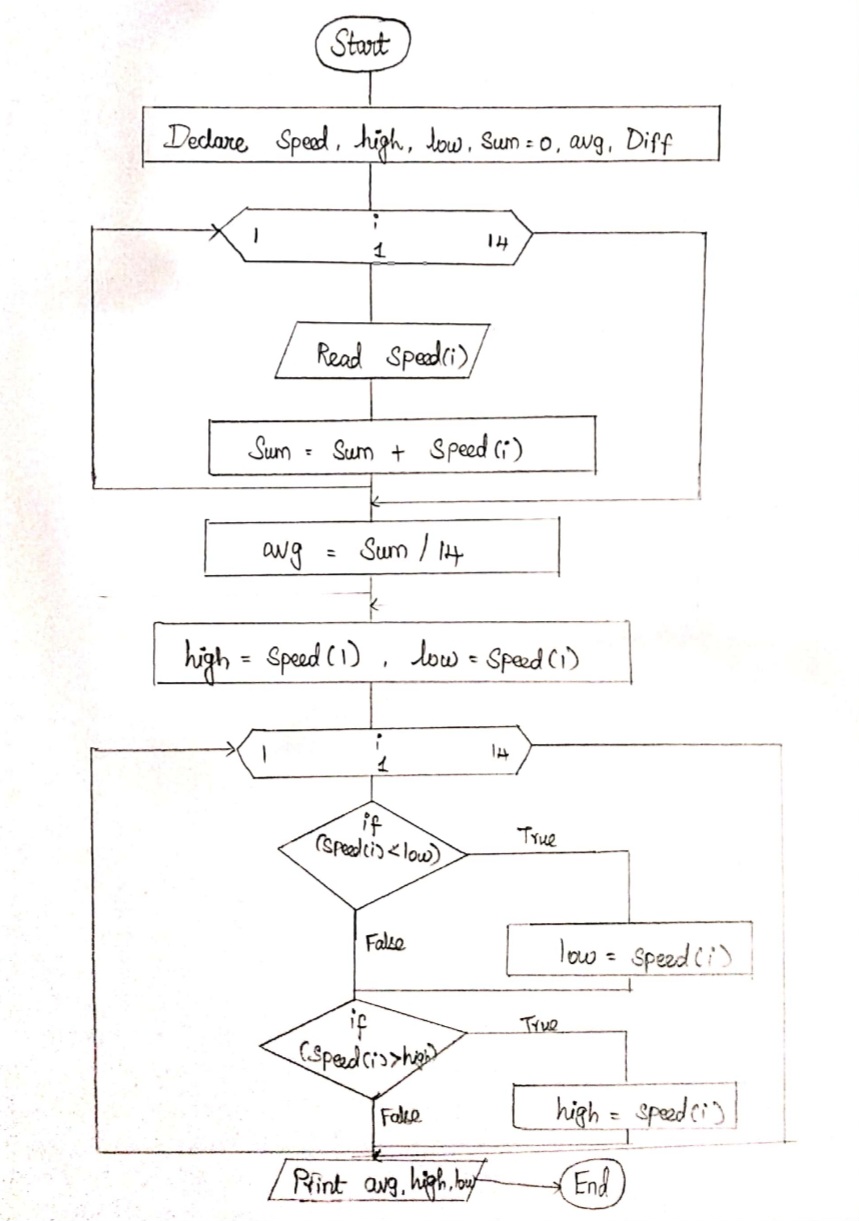 Start
Declare Speed, high, low, Sum = 0, avg, Diff
i
1 14
1
Read Speed(i)
Sum = Sum + Speed(i)
avg = Sum / 14
high = Speed(1), low = Speed(1)
i
1 14
1
if
(Speed(i)<low)
True
False
low = Speed(i)
if
(Speed(i)>high)
True
False
high = Speed(i)
Print avg, high, low
End